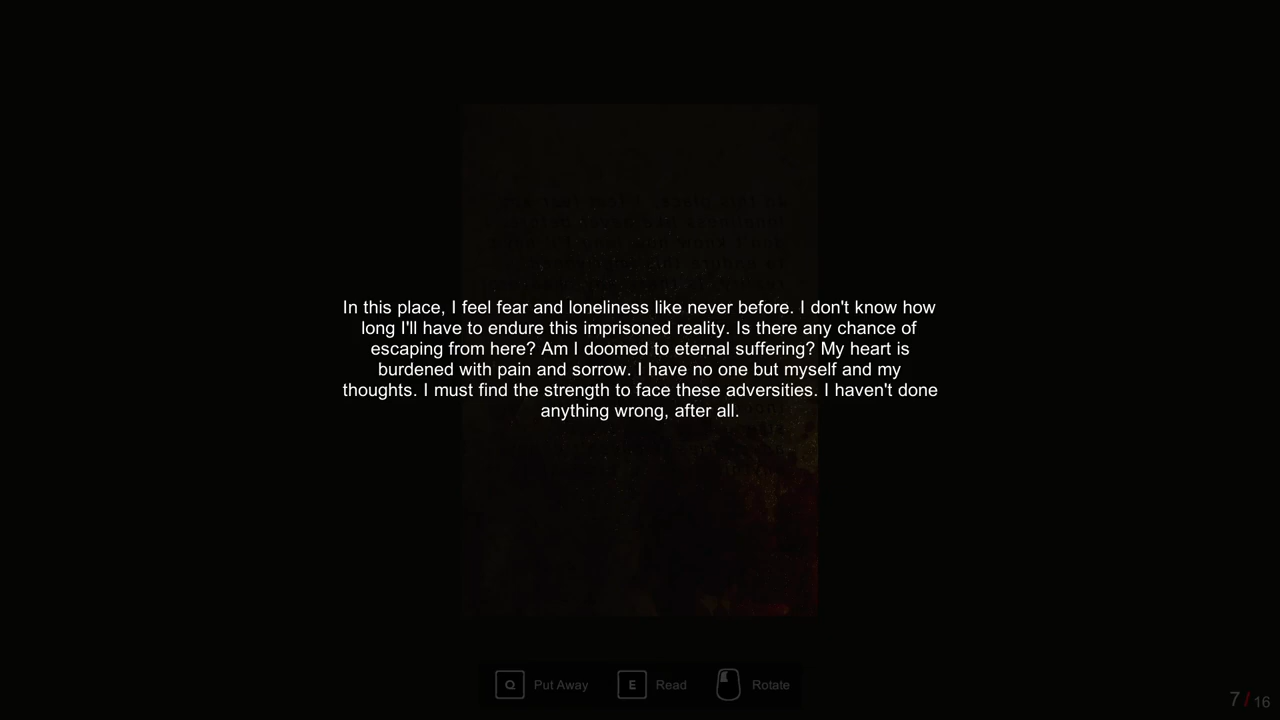 In this place, I feel fear and loneliness like never before. I don't know how
long I'll have to endure this imprisoned reality. Is there any chance of
escaping from here? Am I doomed to eternal suffering? My heart is
burdened with pain and sorrow. I have no one but myself and my
thoughts. I must find the strength to face these adversities. I haven't done
anything wrong, after all.
Q Put Away E Read Rotate
7/16